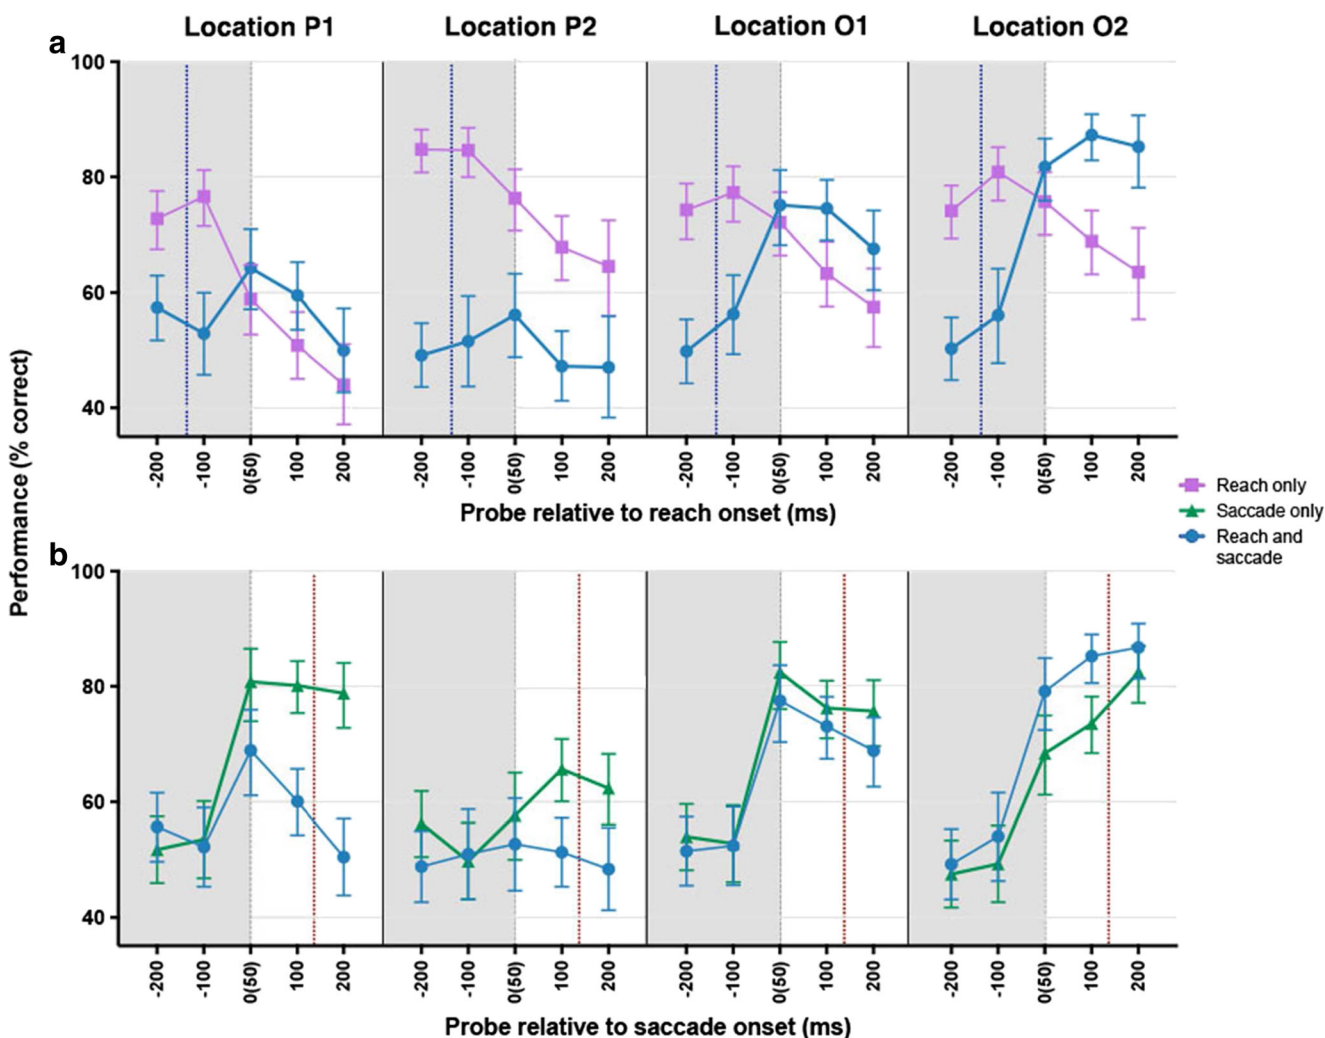 Location P1 Location P2 Location O1 Location O2
a
100
80
60
40
-200 -100 0(50) 100 200 -200 -100 0(50) 100 200 -200 -100 0(50) 100 200 -200 -100 0(50) 100 200
Probe relative to reach onset (ms)
Performance (% correct)
Reach only
Saccade only
Reach and
saccade
b
100
80
60
40
-200 -100 0(50) 100 200 -200 -100 0(50) 100 200 -200 -100 0(50) 100 200 -200 -100 0(50) 100 200
Probe relative to saccade onset (ms)